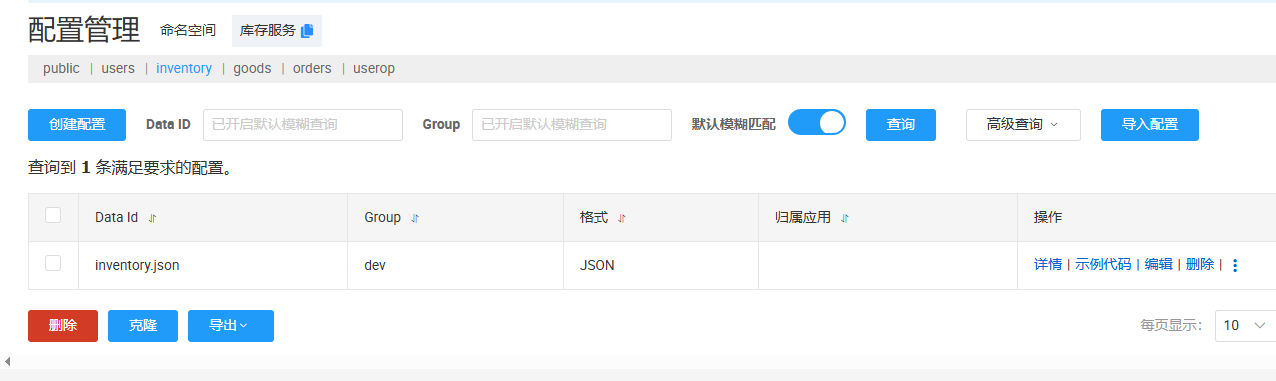 配置管理 命名空间 库存服务
public | users | inventory | goods | orders | userop
创建配置 Data ID 已开启默认模糊查询 Group 已开启默认模糊查询 默认模糊匹配 查询 高级查询 导入配置
查询到 1 条满足要求的配置。
Data Id Group 格式 归属应用 操作
inventory.json dev JSON 详情 | 示例代码 | 编辑 | 删除 |
删除 克隆 导出 每页显示: 10